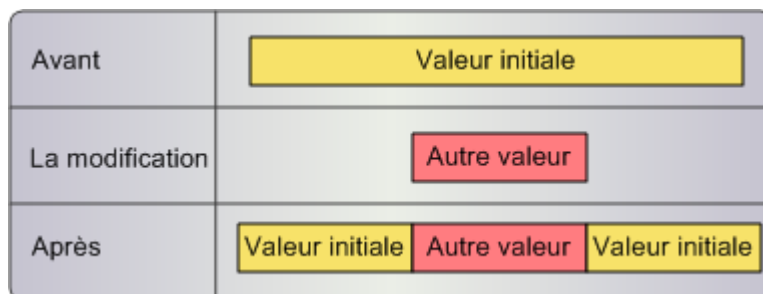 Avant
Valeur initiale
La modification
Autre valeur
Après
Valeur initiale Autre valeur Valeur initiale